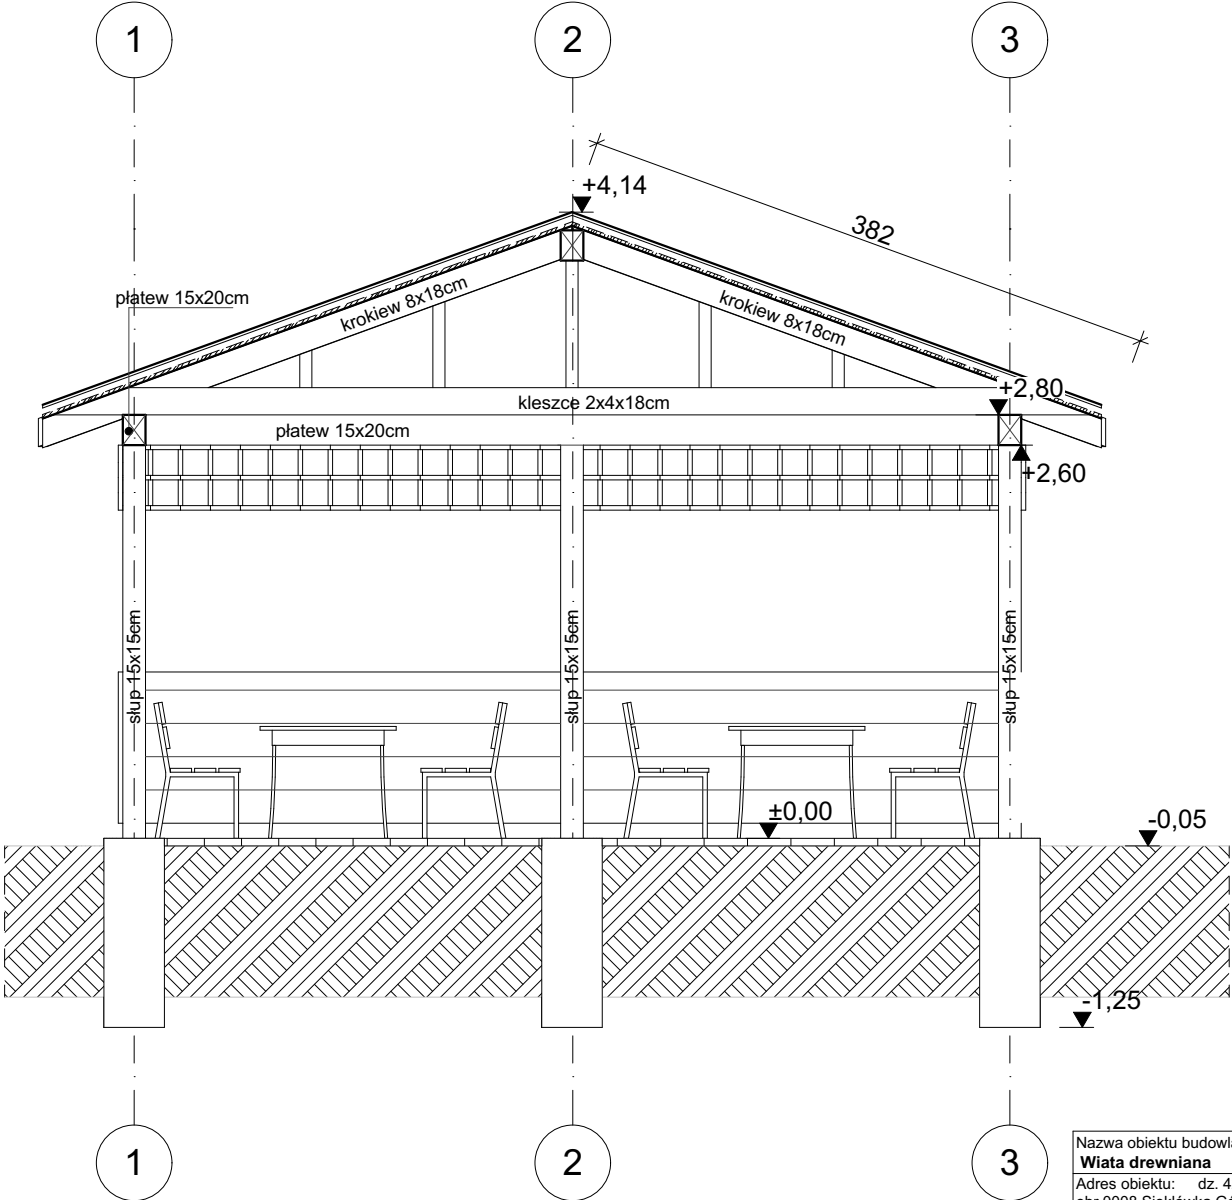 1
2
3
+4,14
382
płatew 15x20cm
krokiew 8x18cm
krokiew 8x18cm
+2,80
kleszce 2x4x18cm
płatew 15x20cm
+2,60
słup 15x15cm
słup 15x15cm
słup 15x15cm
±0,00
-0,05
-1,25
1
2
3
Nazwa obiektu budowla
Wiata drewniana
Adres obiektu: dz. 4